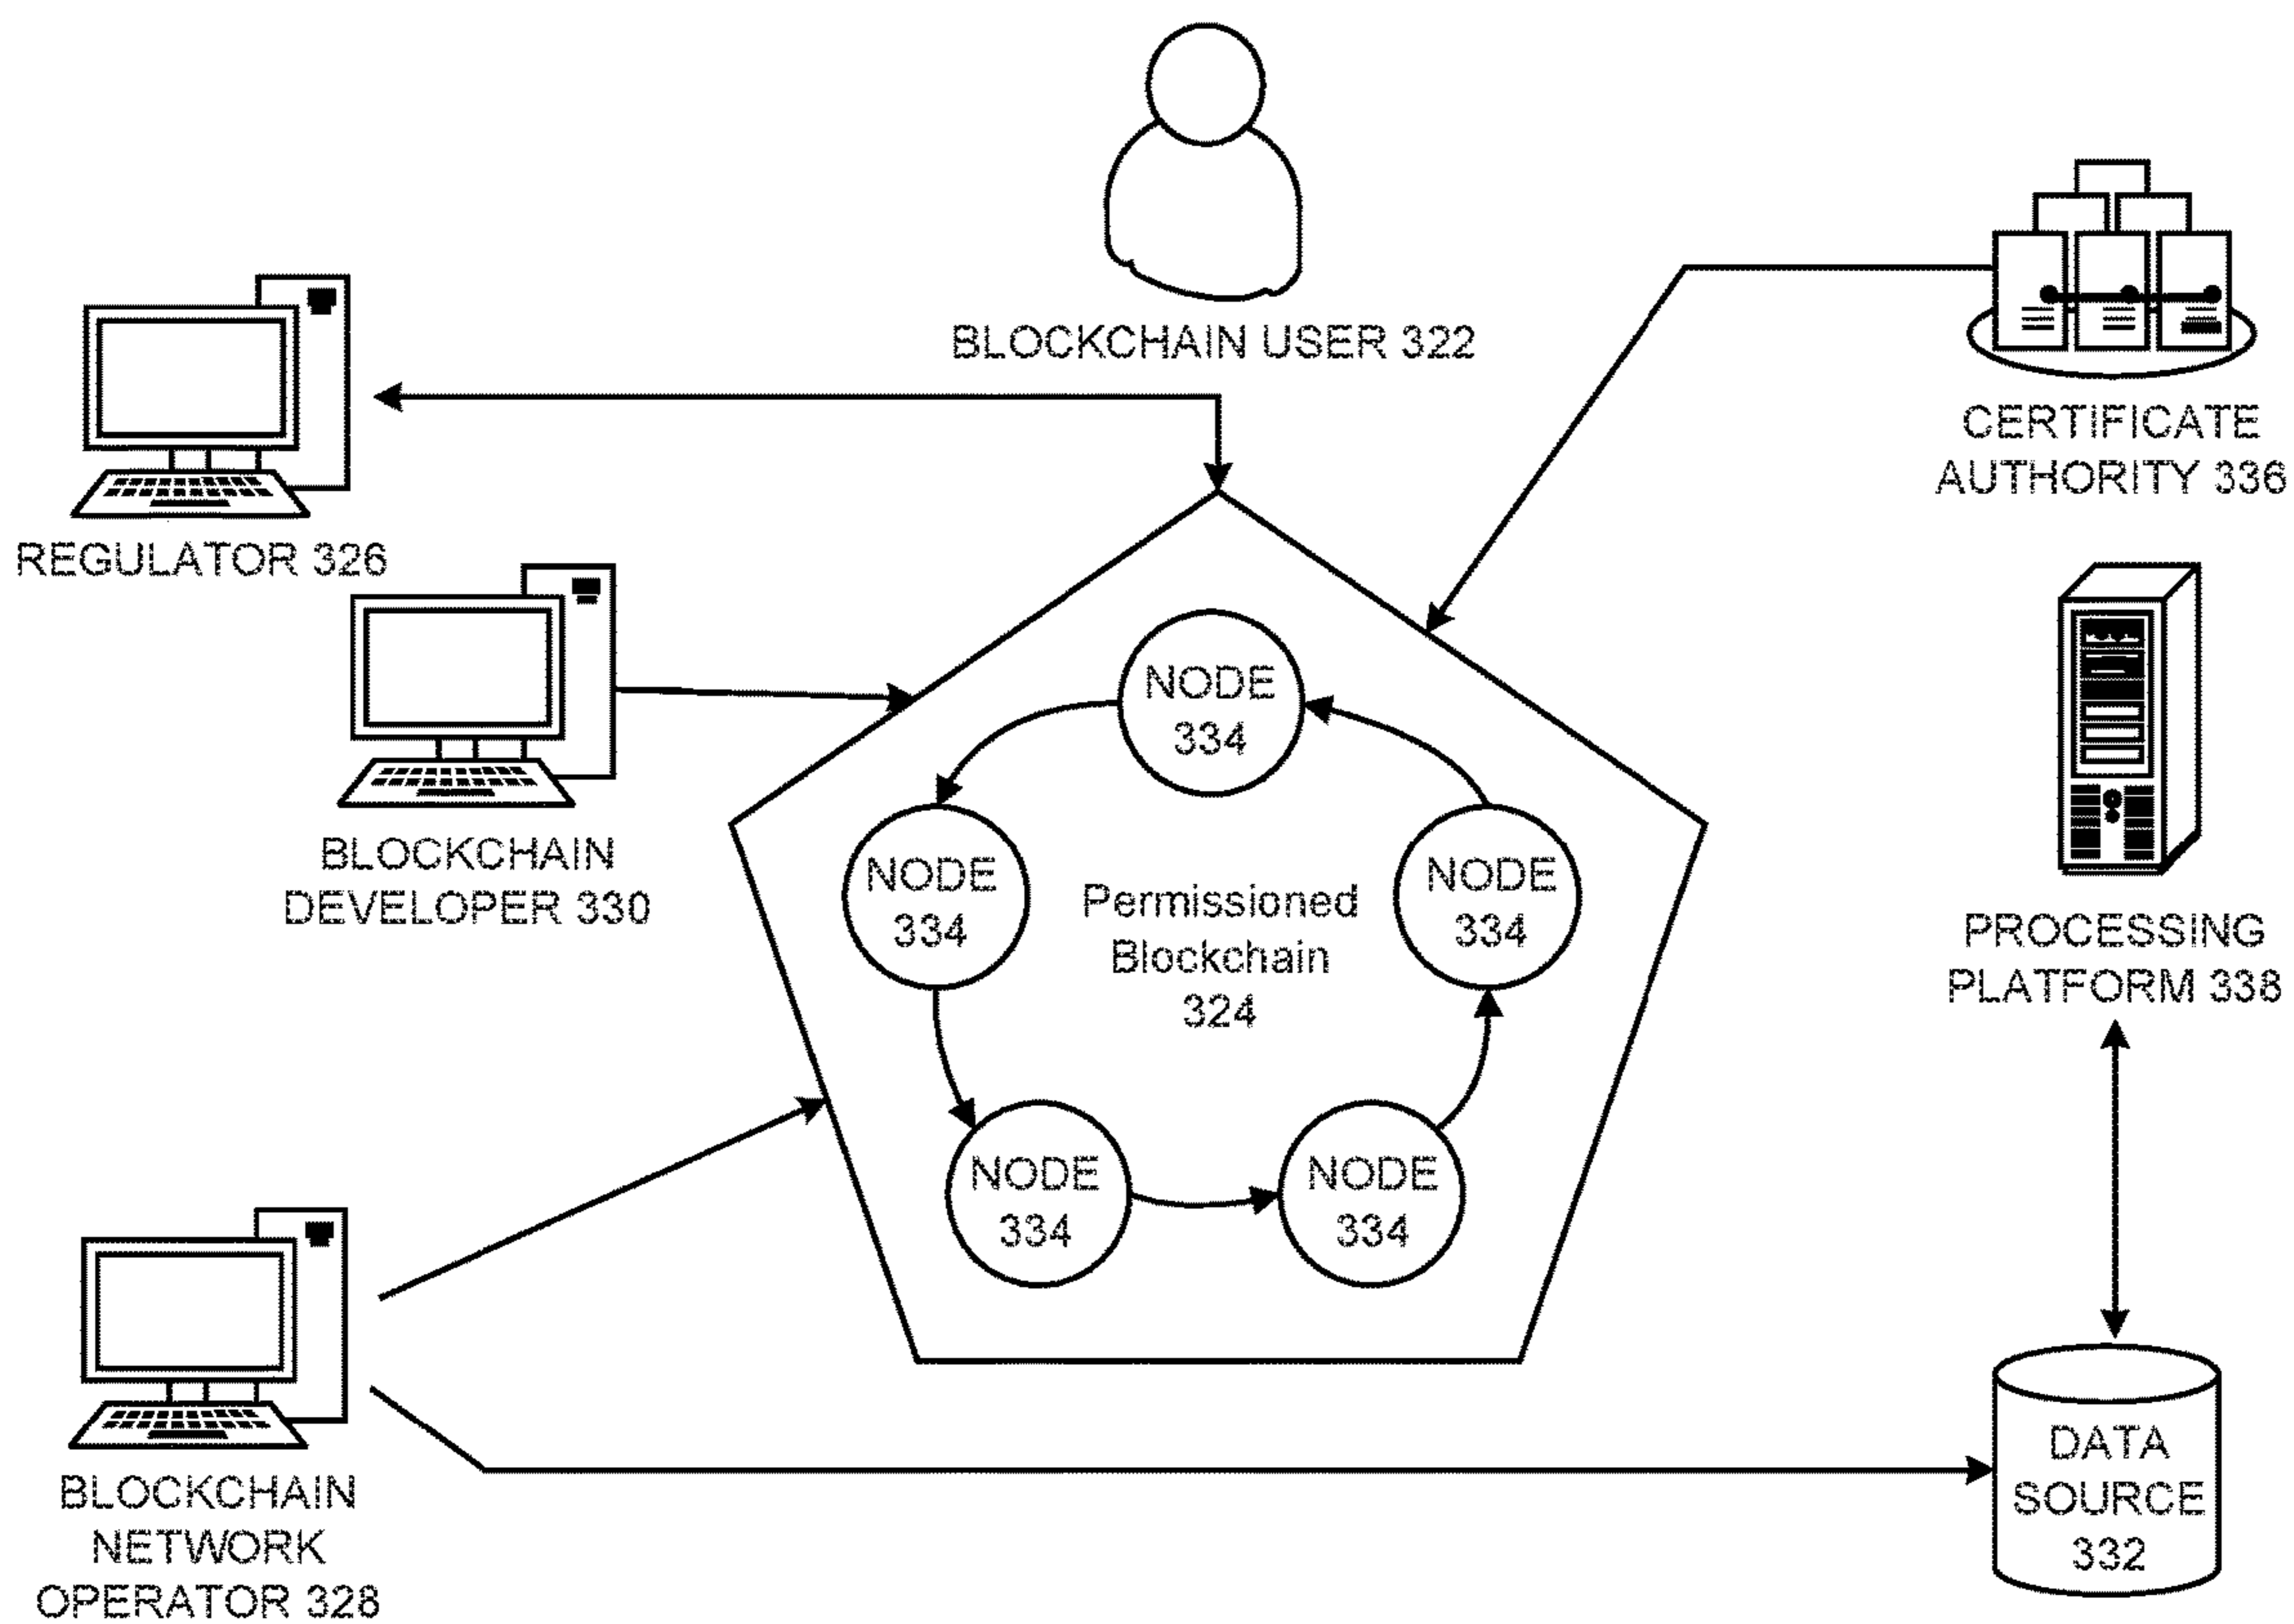 BLOCKCHAIN USER 322
CERTIFICATE
AUTHORITY 336
REGULATOR 326
BLOCKCHAIN
DEVELOPER 330
NODE
334
NODE
334
Permissioned
Blockchain
324
NODE
334
NODE
334
NODE
334
PROCESSING
PLATFORM 338
BLOCKCHAIN
NETWORK
OPERATOR 328
DATA
SOURCE
332